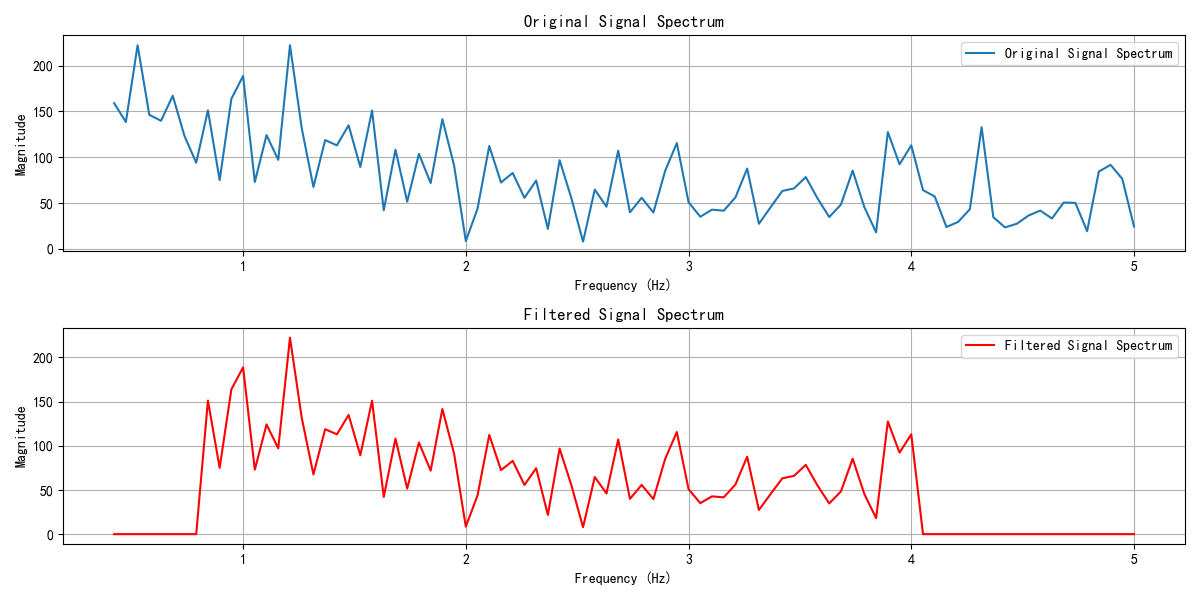 Original Signal Spectrum
Original Signal Spectrum
Magnitude
200
150
100
50
0
1 2 3 4 5
Frequency (Hz)
Filtered Signal Spectrum
Filtered Signal Spectrum
Magnitude
200
150
100
50
0
1 2 3 4 5
Frequency (Hz)